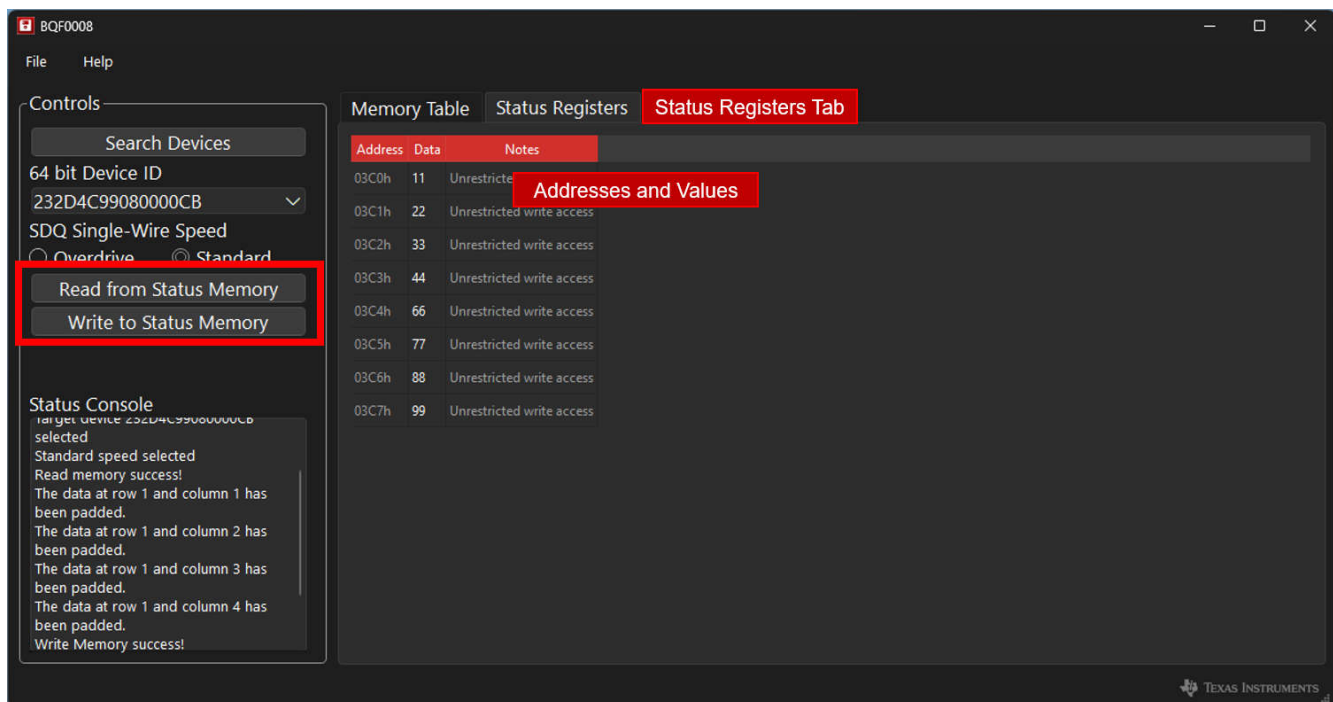 BQF0008
File Help
Controls
Search Devices
64 bit Device ID
232D4C99080000CB
SDQ Single-Wire Speed
Overdrive Standard
Read from Status Memory
Write to Status Memory
Status Console
Target device 232D4C99080000CB
selected
Standard speed selected
Read memory success!
The data at row 1 and column 1 has
been padded.
The data at row 1 and column 2 has
been padded.
The data at row 1 and column 3 has
been padded.
The data at row 1 and column 4 has
been padded.
Write Memory success!
Memory Table Status Registers Status Registers Tab
Address Data Notes
03C0h 11 Unrestricte
Addresses and Values
03C1h 22 Unrestricted write access
03C2h 33 Unrestricted write access
03C3h 44 Unrestricted write access
03C4h 66 Unrestricted write access
03C5h 77 Unrestricted write access
03C6h 88 Unrestricted write access
03C7h 99 Unrestricted write access
TEXAS INSTRUMENTS